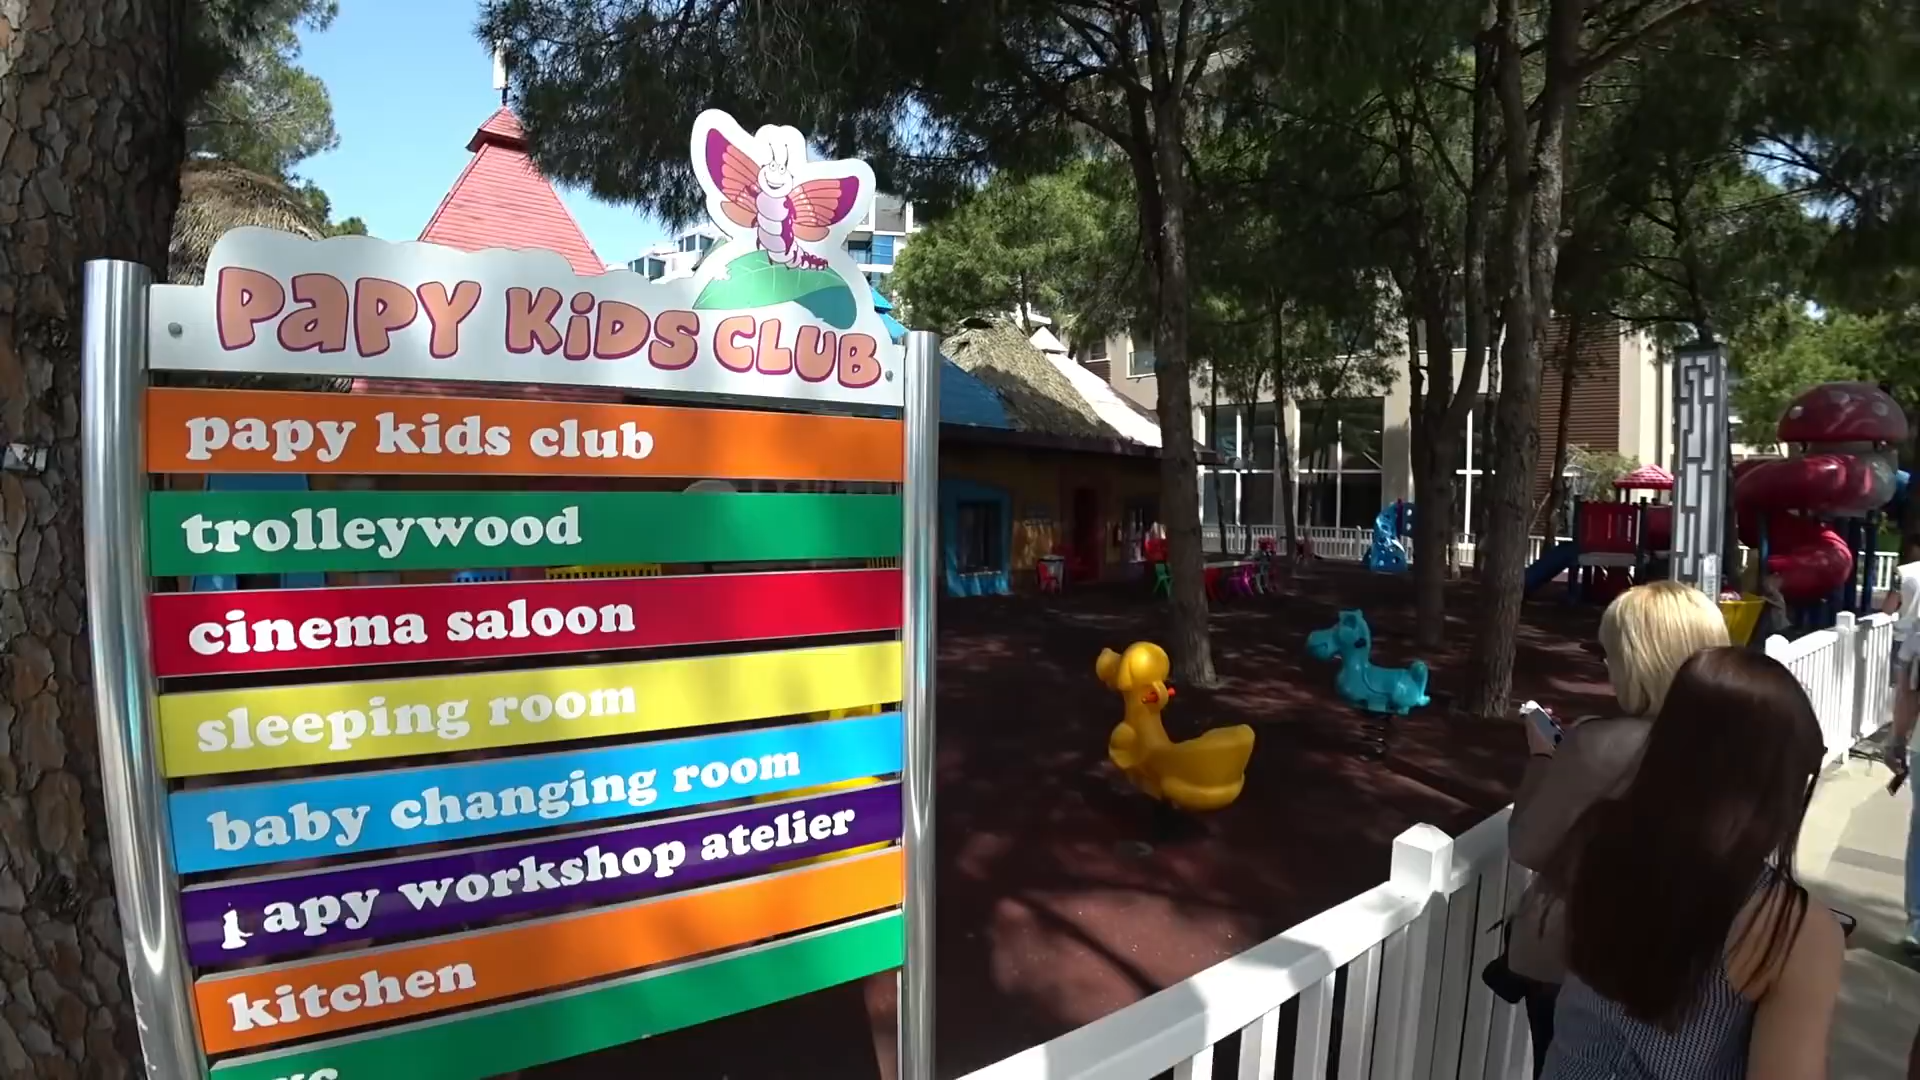 PaPY KiDS CLUB
papy kids club
trolleywood
cinema saloon
sleeping room
baby changing room
apy workshop atelier
kitchen